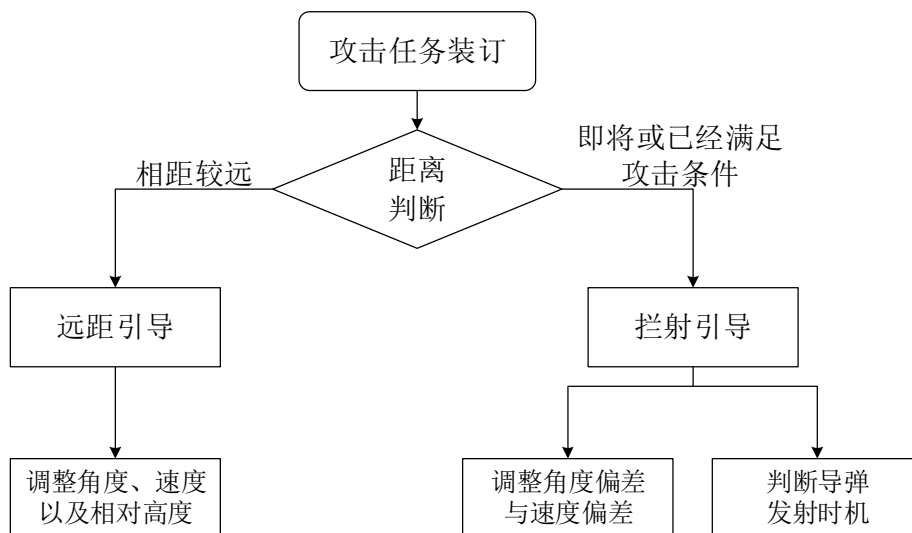 攻击任务装订
即将或已经满足
攻击条件
相距较远
距离
判断
远距引导
拦射引导
调整角度、速度
以及相对高度
调整角度偏差
与速度偏差
判断导弹
发射时机